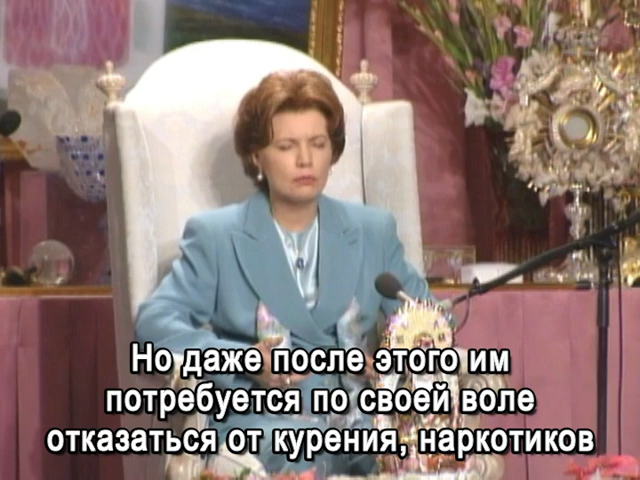 Но даже после этого им
потребуется по своей воле
отказаться от курения, наркотиков